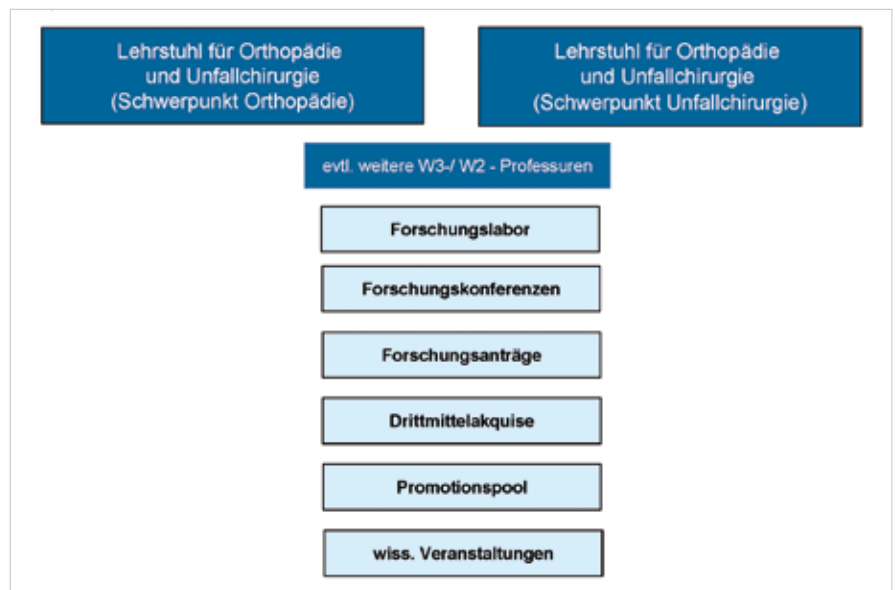 Lehrstuhl für Orthopädie
und Unfallchirurgie
(Schwerpunkt Orthopädie)
Lehrstuhl für Orthopädie
und Unfallchirurgie
(Schwerpunkt Unfallchirurgie)
evtl. weitere W3-/ W2 - Professuren
Forschungslabor
Forschungskonferenzen
Forschungsanträge
Drittmittelakquise
Promotionspool
wiss. Veranstaltungen